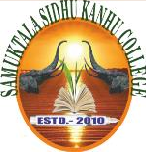 SAMUKTALA SIDHU KANHU COLLEGE
ESTD.- 2010